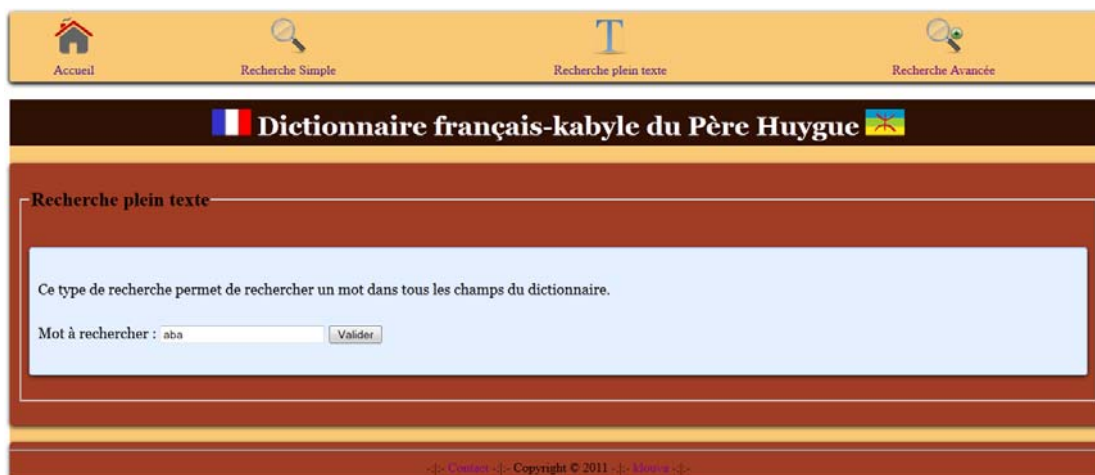 Accueil Recherche Simple Recherche plein texte Recherche Avancée
Dictionnaire français-kabyle du Père Huygue
Recherche plein texte
Ce type de recherche permet de rechercher un mot dans tous les champs du dictionnaire.
Mot à rechercher : aba Valider
-:|:- Contact -:|:- Copyright © 2011 -:|:- klouva -:|:-